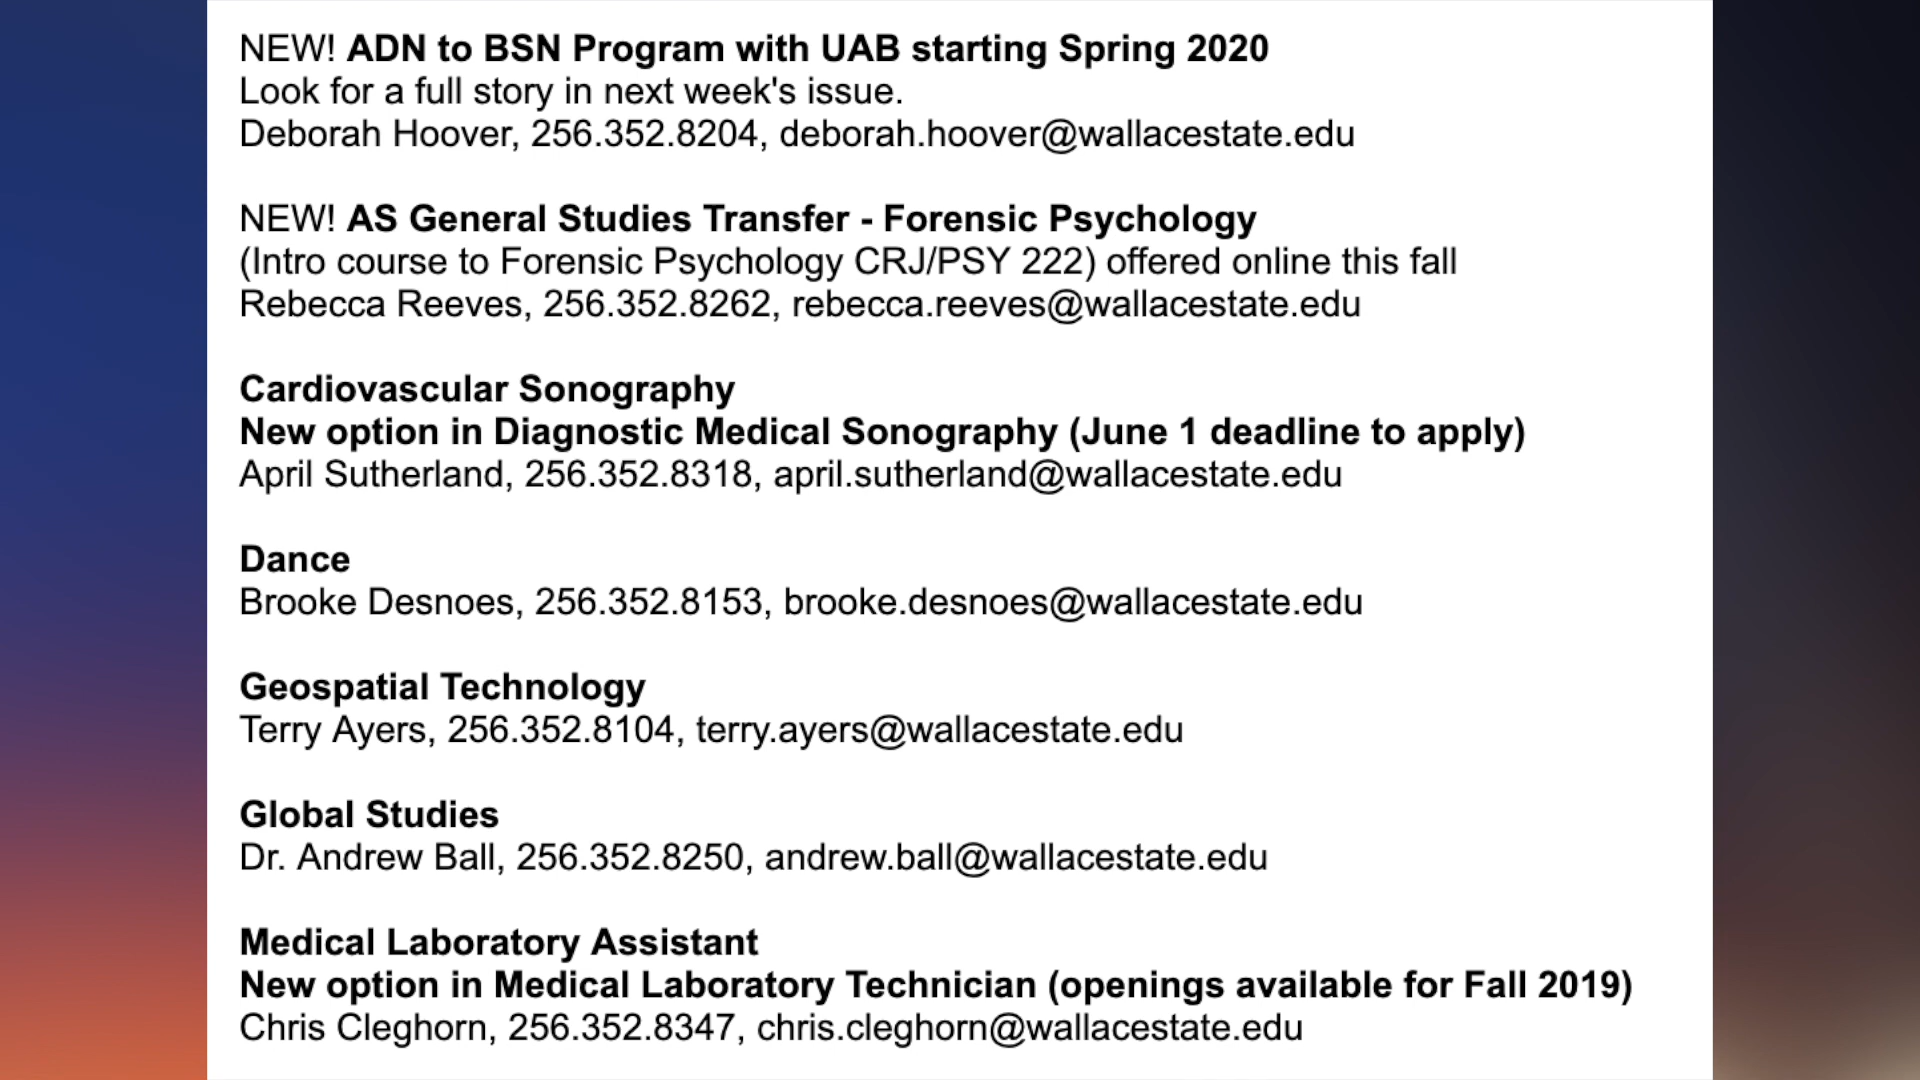 NEW! ADN to BSN Program with UAB starting Spring 2020
Look for a full story in next week's issue.
Deborah Hoover, 256.352.8204, deborah.hoover@wallacestate.edu
NEW! AS General Studies Transfer - Forensic Psychology
(Intro course to Forensic Psychology CRJ/PSY 222) offered online this fall
Rebecca Reeves, 256.352.8262, rebecca.reeves@wallacestate.edu
Cardiovascular Sonography
New option in Diagnostic Medical Sonography (June 1 deadline to apply)
April Sutherland, 256.352.8318, april.sutherland@wallacestate.edu
Dance
Brooke Desnoes, 256.352.8153, brooke.desnoes@wallacestate.edu
Geospatial Technology
Terry Ayers, 256.352.8104, terry.ayers@wallacestate.edu
Global Studies
Dr. Andrew Ball, 256.352.8250, andrew.ball@wallacestate.edu
Medical Laboratory Assistant
New option in Medical Laboratory Technician (openings available for Fall 2019)
Chris Cleghorn, 256.352.8347, chris.cleghorn@wallacestate.edu